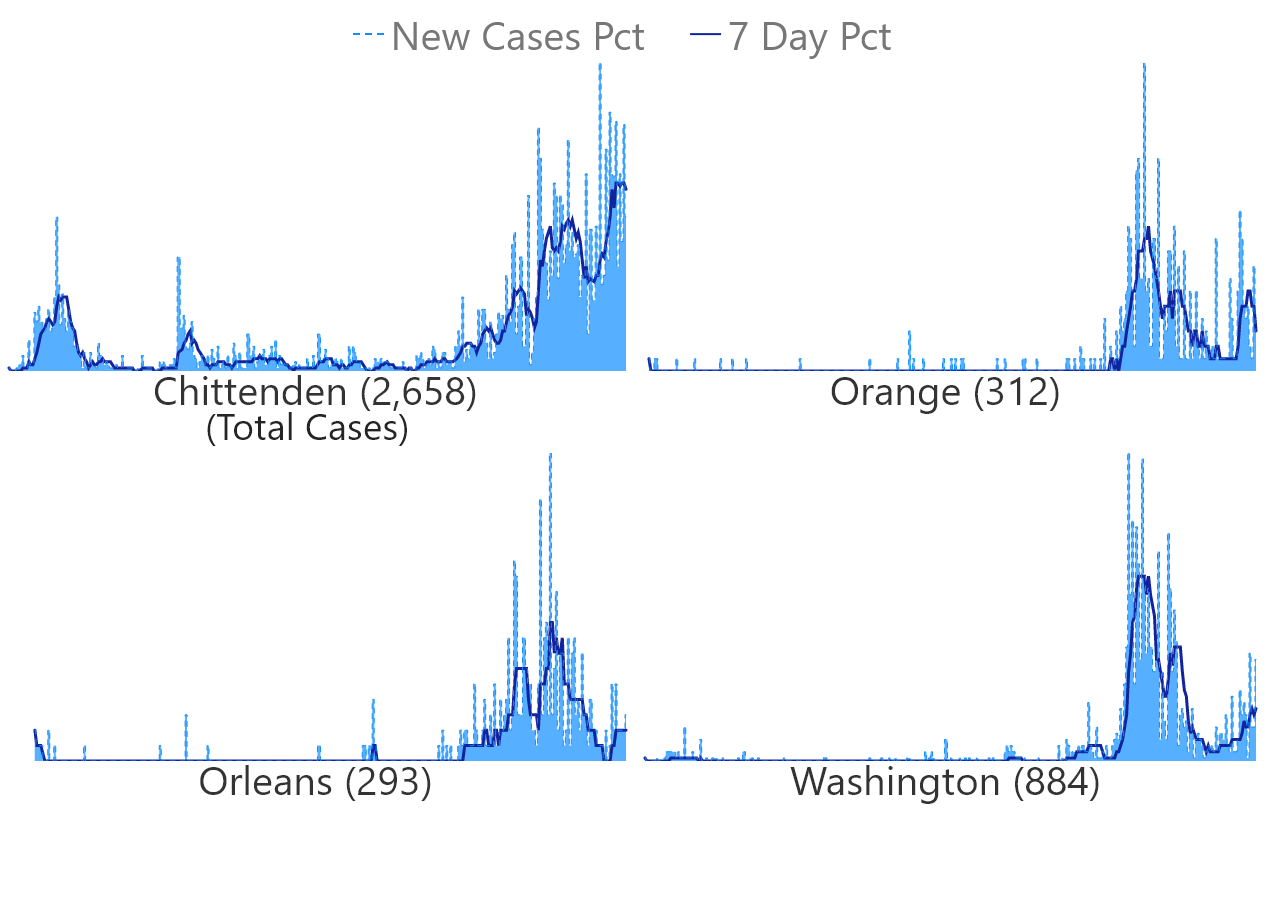 New Cases Pct 7 Day Pct
Chittenden (2,658)
(Total Cases)
Orange (312)
Orleans (293)
Washington (884)